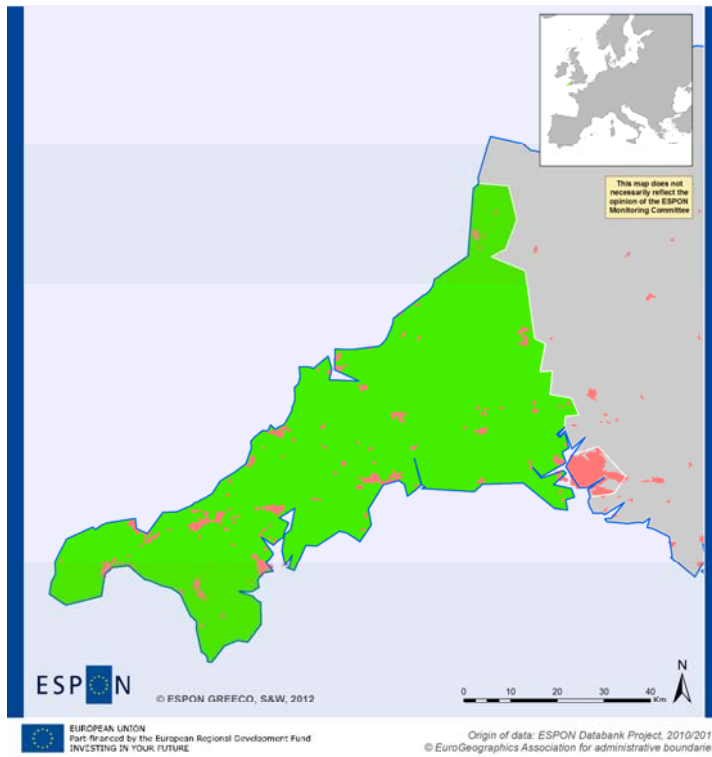 This map does not
necessarily reflect the
opinion of the ESPON
Monitoring Committee
ESPON
© ESPON GREECO, S&W, 2012
N
0 10 20 30 40
Km
EUROPEAN UNION
Part-financed by the European Regional Development Fund
INVESTING IN YOUR FUTURE
Origin of data: ESPON Databank Project, 2010/201
© EuroGeographics Association for administrative boundarie